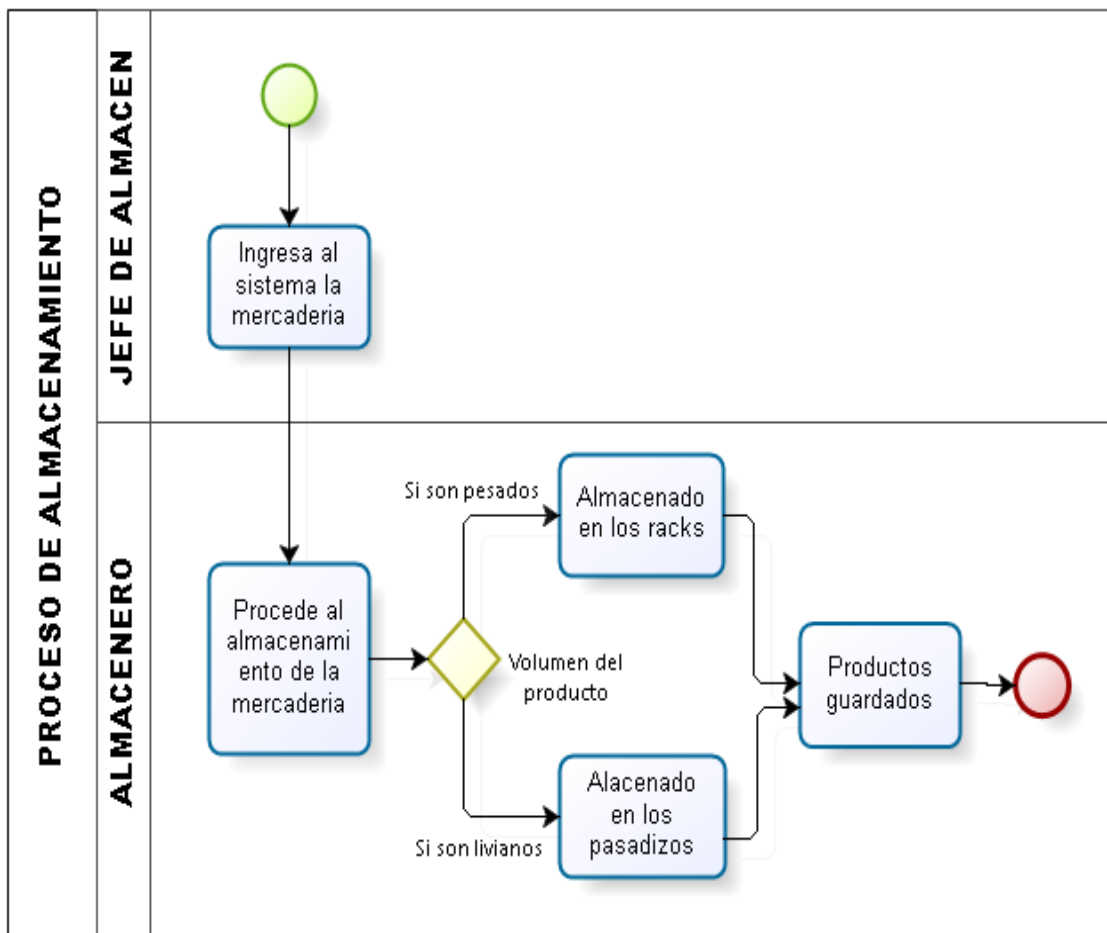 PROCESO DE ALMACENAMIENTO
JEFE DE ALMACEN
Ingresa al
sistema la
mercaderia
ALMACENERO
Procede al
almacenami
ento de la
mercaderia
Volumen del
producto
Si son pesados
Almacenado
en los racks
Si son livianos
Alacenado
en los
pasadizos
Productos
guardados